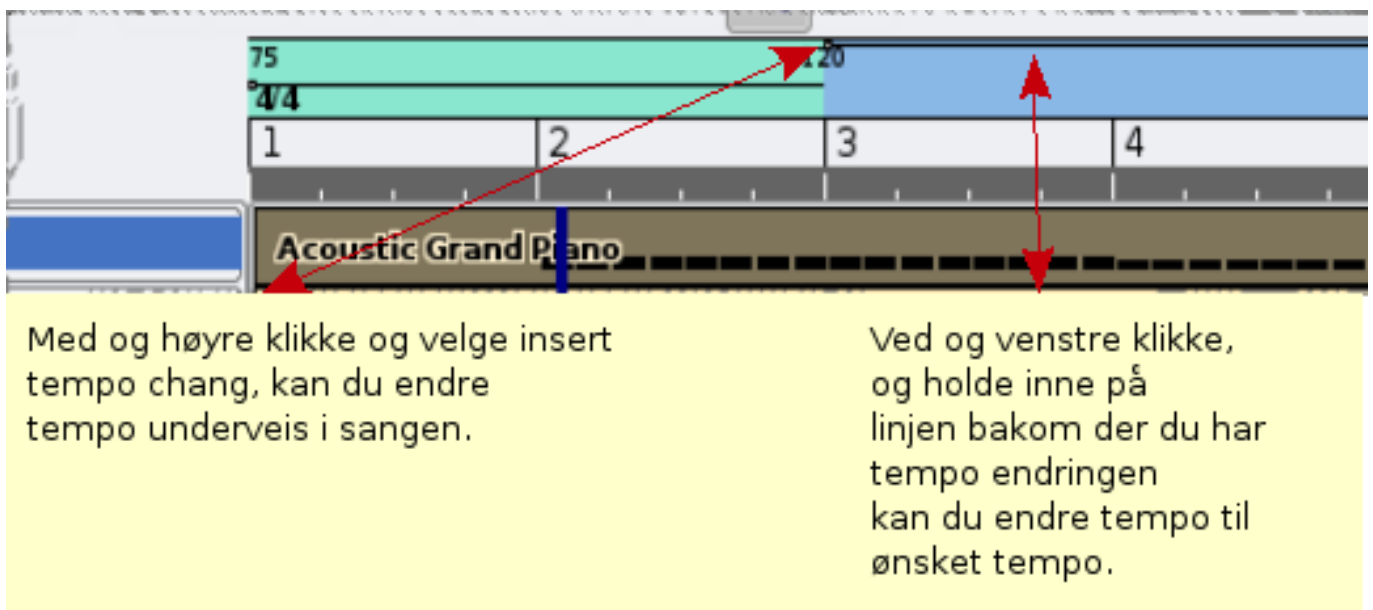 75
120
4/4
1 2 3 4
Acoustic Grand Piano
Med og høyre klikke og velge insert
tempo chang, kan du endre
tempo underveis i sangen.
Ved og venstre klikke,
og holde inne på
linjen bakom der du har
tempo endringen
kan du endre tempo til
ønsket tempo.